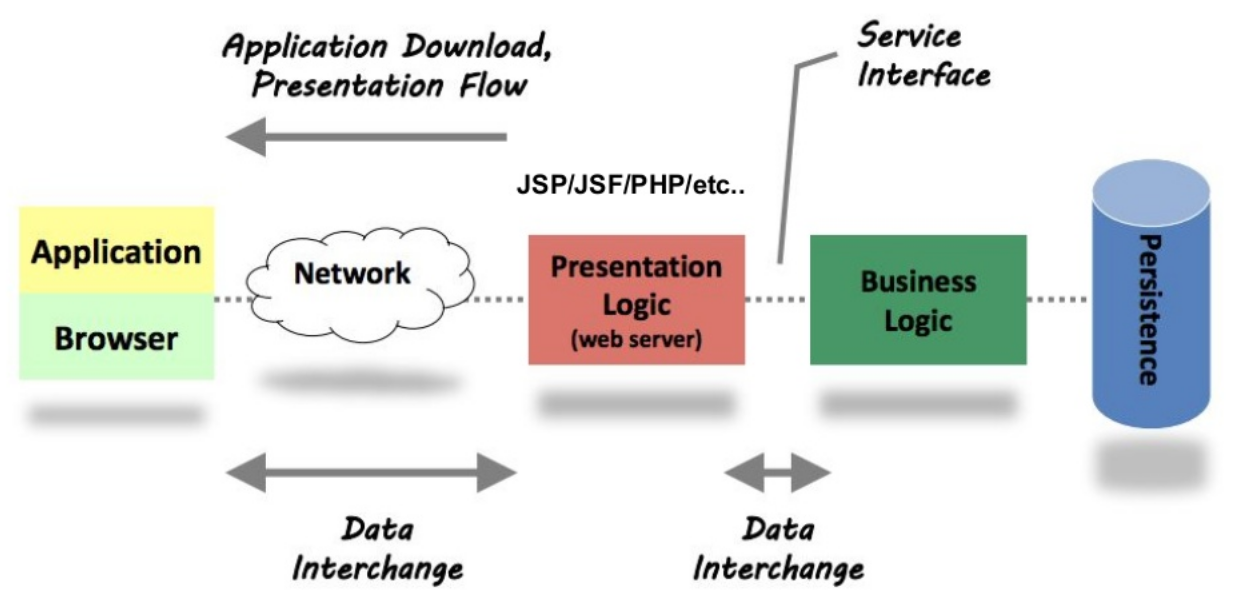 Application Download,
Presentation Flow
Service
Interface
JSP/JSF/PHP/etc..
Application
Browser
Network
Presentation
Logic
(web server)
Business
Logic
Persistence
Data
Interchange
Data
Interchange